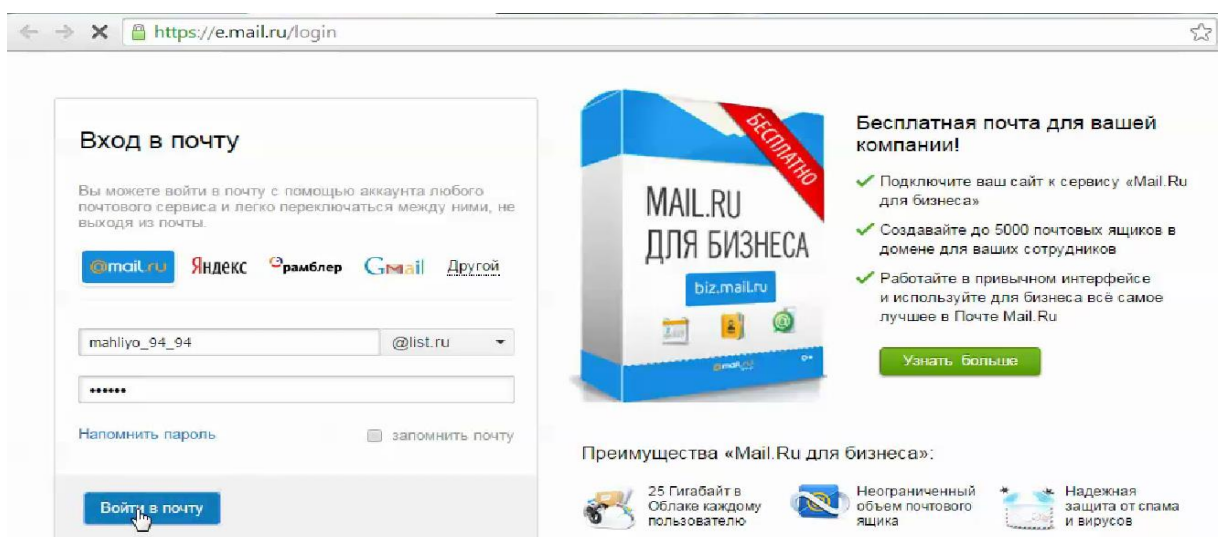 https://e.mail.ru/login
Вход в почту
Вы можете войти в почту с помощью аккаунта любого
почтового сервиса и легко переключаться между ними, не
выходя из почты.
@mail.ru Яндекс Рамблер Gmail Другой
mahliyo_94_94 @list.ru
••••••
Напомнить пароль запомнить почту
Войти в почту
БЕСПЛАТНО
MAIL.RU
ДЛЯ БИЗНЕСА
biz.mail.ru
@mail.ru 0+
Бесплатная почта для вашей
компании!
Подключите ваш сайт к сервису «Mail.Ru
для бизнеса»
Создавайте до 5000 почтовых ящиков в
домене для ваших сотрудников
Работайте в привычном интерфейсе
и используйте для бизнеса всё самое
лучшее в Почте Mail.Ru
Узнать больше
Преимущества «Mail.Ru для бизнеса»:
25 Гигабайт в
Облаке каждому
пользователю
Неограниченный
объем почтового
ящика
Надежная
защита от спама
и вирусов